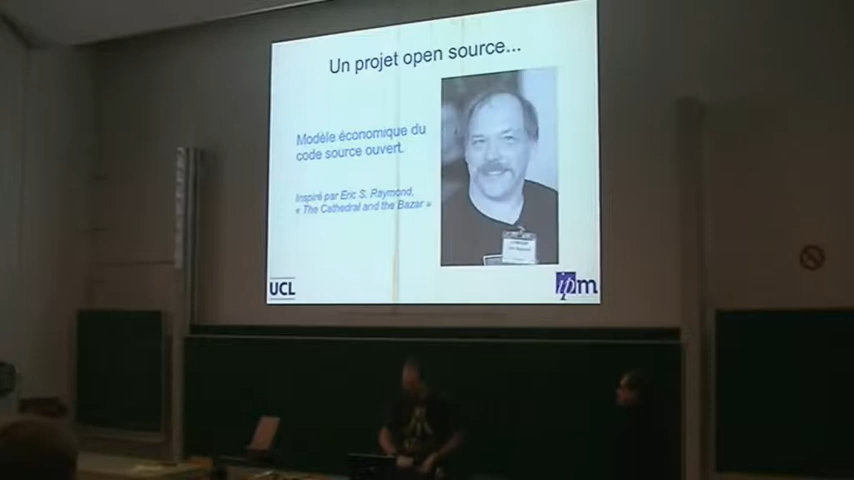 Un projet open source...
Modèle économique du
code source ouvert.
Inspiré par Eric S. Raymond,
« The Cathedral and the Bazar »
UCL
ipm